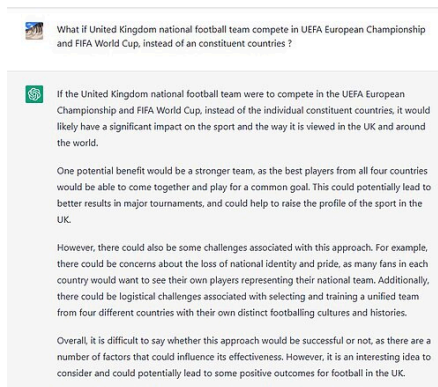 What if United Kingdom national football team compete in UEFA European Championship
and FIFA World Cup, instead of an constituent countries ?
If the United Kingdom national football team were to compete in the UEFA European
Championship and FIFA World Cup, instead of the individual constituent countries, it would
likely have a significant impact on the sport and the way it is viewed in the UK and around
the world.
One potential benefit would be a stronger team, as the best players from all four countries
would be able to come together and play for a common goal. This could potentially lead to
better results in major tournaments, and could help to raise the profile of the sport in the
UK.
However, there could also be some challenges associated with this approach. For example,
there could be concerns about the loss of national identity and pride, as many fans in each
country would want to see their own players representing their national team. Additionally,
there could be logistical challenges associated with selecting and training a unified team
from four different countries with their own distinct footballing cultures and histories.
Overall, it is difficult to say whether this approach would be successful or not, as there are a
number of factors that could influence its effectiveness. However, it is an interesting idea to
consider and could potentially lead to some positive outcomes for football in the UK.